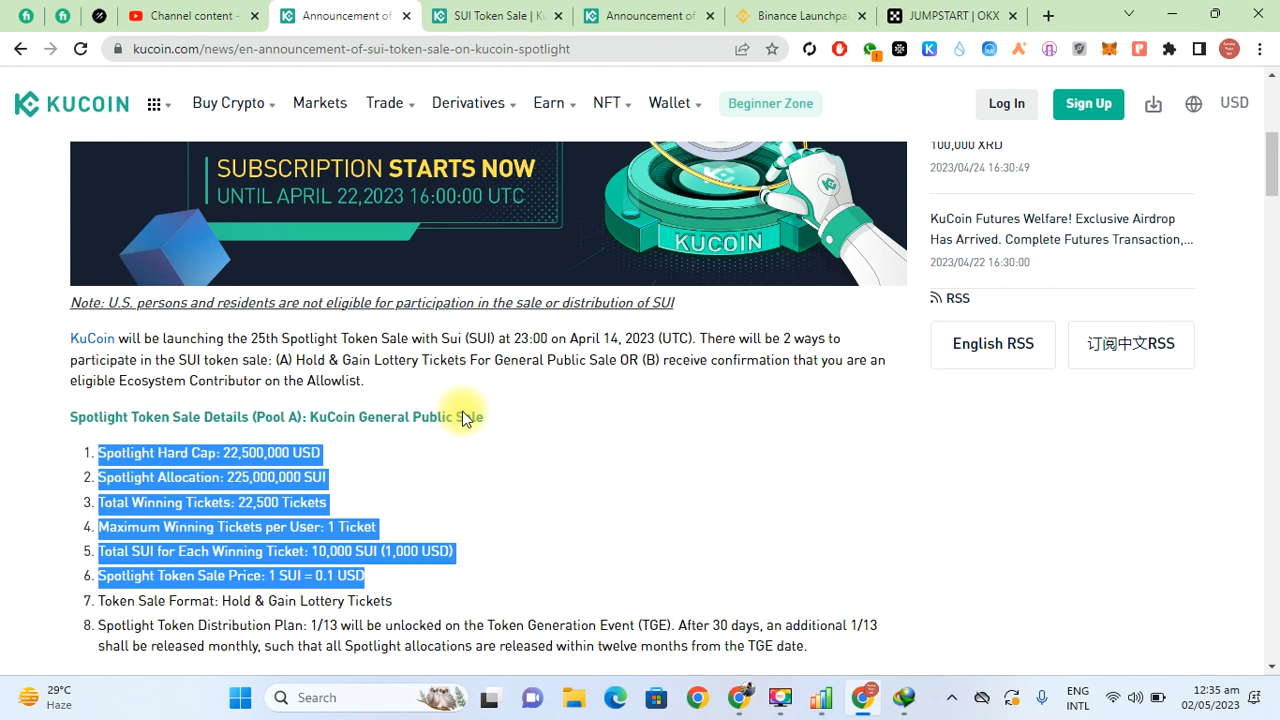 Channel content -
Announcement of
SUI Token Sale | Ku
Announcement of
Binance Launchpa
JUMPSTART | OKX
kucoin.com/news/en-announcement-of-sui-token-sale-on-kucoin-spotlight
KUCOIN
Buy Crypto
Markets
Trade
Derivatives
Earn
NFT
Wallet
Beginner Zone
Log In
Sign Up
USD
SUBSCRIPTION STARTS NOW
UNTIL APRIL 22,2023 16:00:00 UTC
KUCOIN
100,000 XRD
2023/04/24 16:30:49
KuCoin Futures Welfare! Exclusive Airdrop
Has Arrived. Complete Futures Transaction,...
2023/04/22 16:30:00
RSS
English RSS
订阅中文RSS
Note: U.S. persons and residents are not eligible for participation in the sale or distribution of SUI
KuCoin will be launching the 25th Spotlight Token Sale with Sui (SUI) at 23:00 on April 14, 2023 (UTC). There will be 2 ways to
participate in the SUI token sale: (A) Hold & Gain Lottery Tickets For General Public Sale OR (B) receive confirmation that you are an
eligible Ecosystem Contributor on the Allowlist.
Spotlight Token Sale Details (Pool A): KuCoin General Public Sale
1. Spotlight Hard Cap: 22,500,000 USD
2. Spotlight Allocation: 225,000,000 SUI
3. Total Winning Tickets: 22,500 Tickets
4. Maximum Winning Tickets per User: 1 Ticket
5. Total SUI for Each Winning Ticket: 10,000 SUI (1,000 USD)
6. Spotlight Token Sale Price: 1 SUI = 0.1 USD
7. Token Sale Format: Hold & Gain Lottery Tickets
8. Spotlight Token Distribution Plan: 1/13 will be unlocked on the Token Generation Event (TGE). After 30 days, an additional 1/13
shall be released monthly, such that all Spotlight allocations are released within twelve months from the TGE date.
29°C
Haze
Search
ENG
INTL
12:35 am
02/05/2023